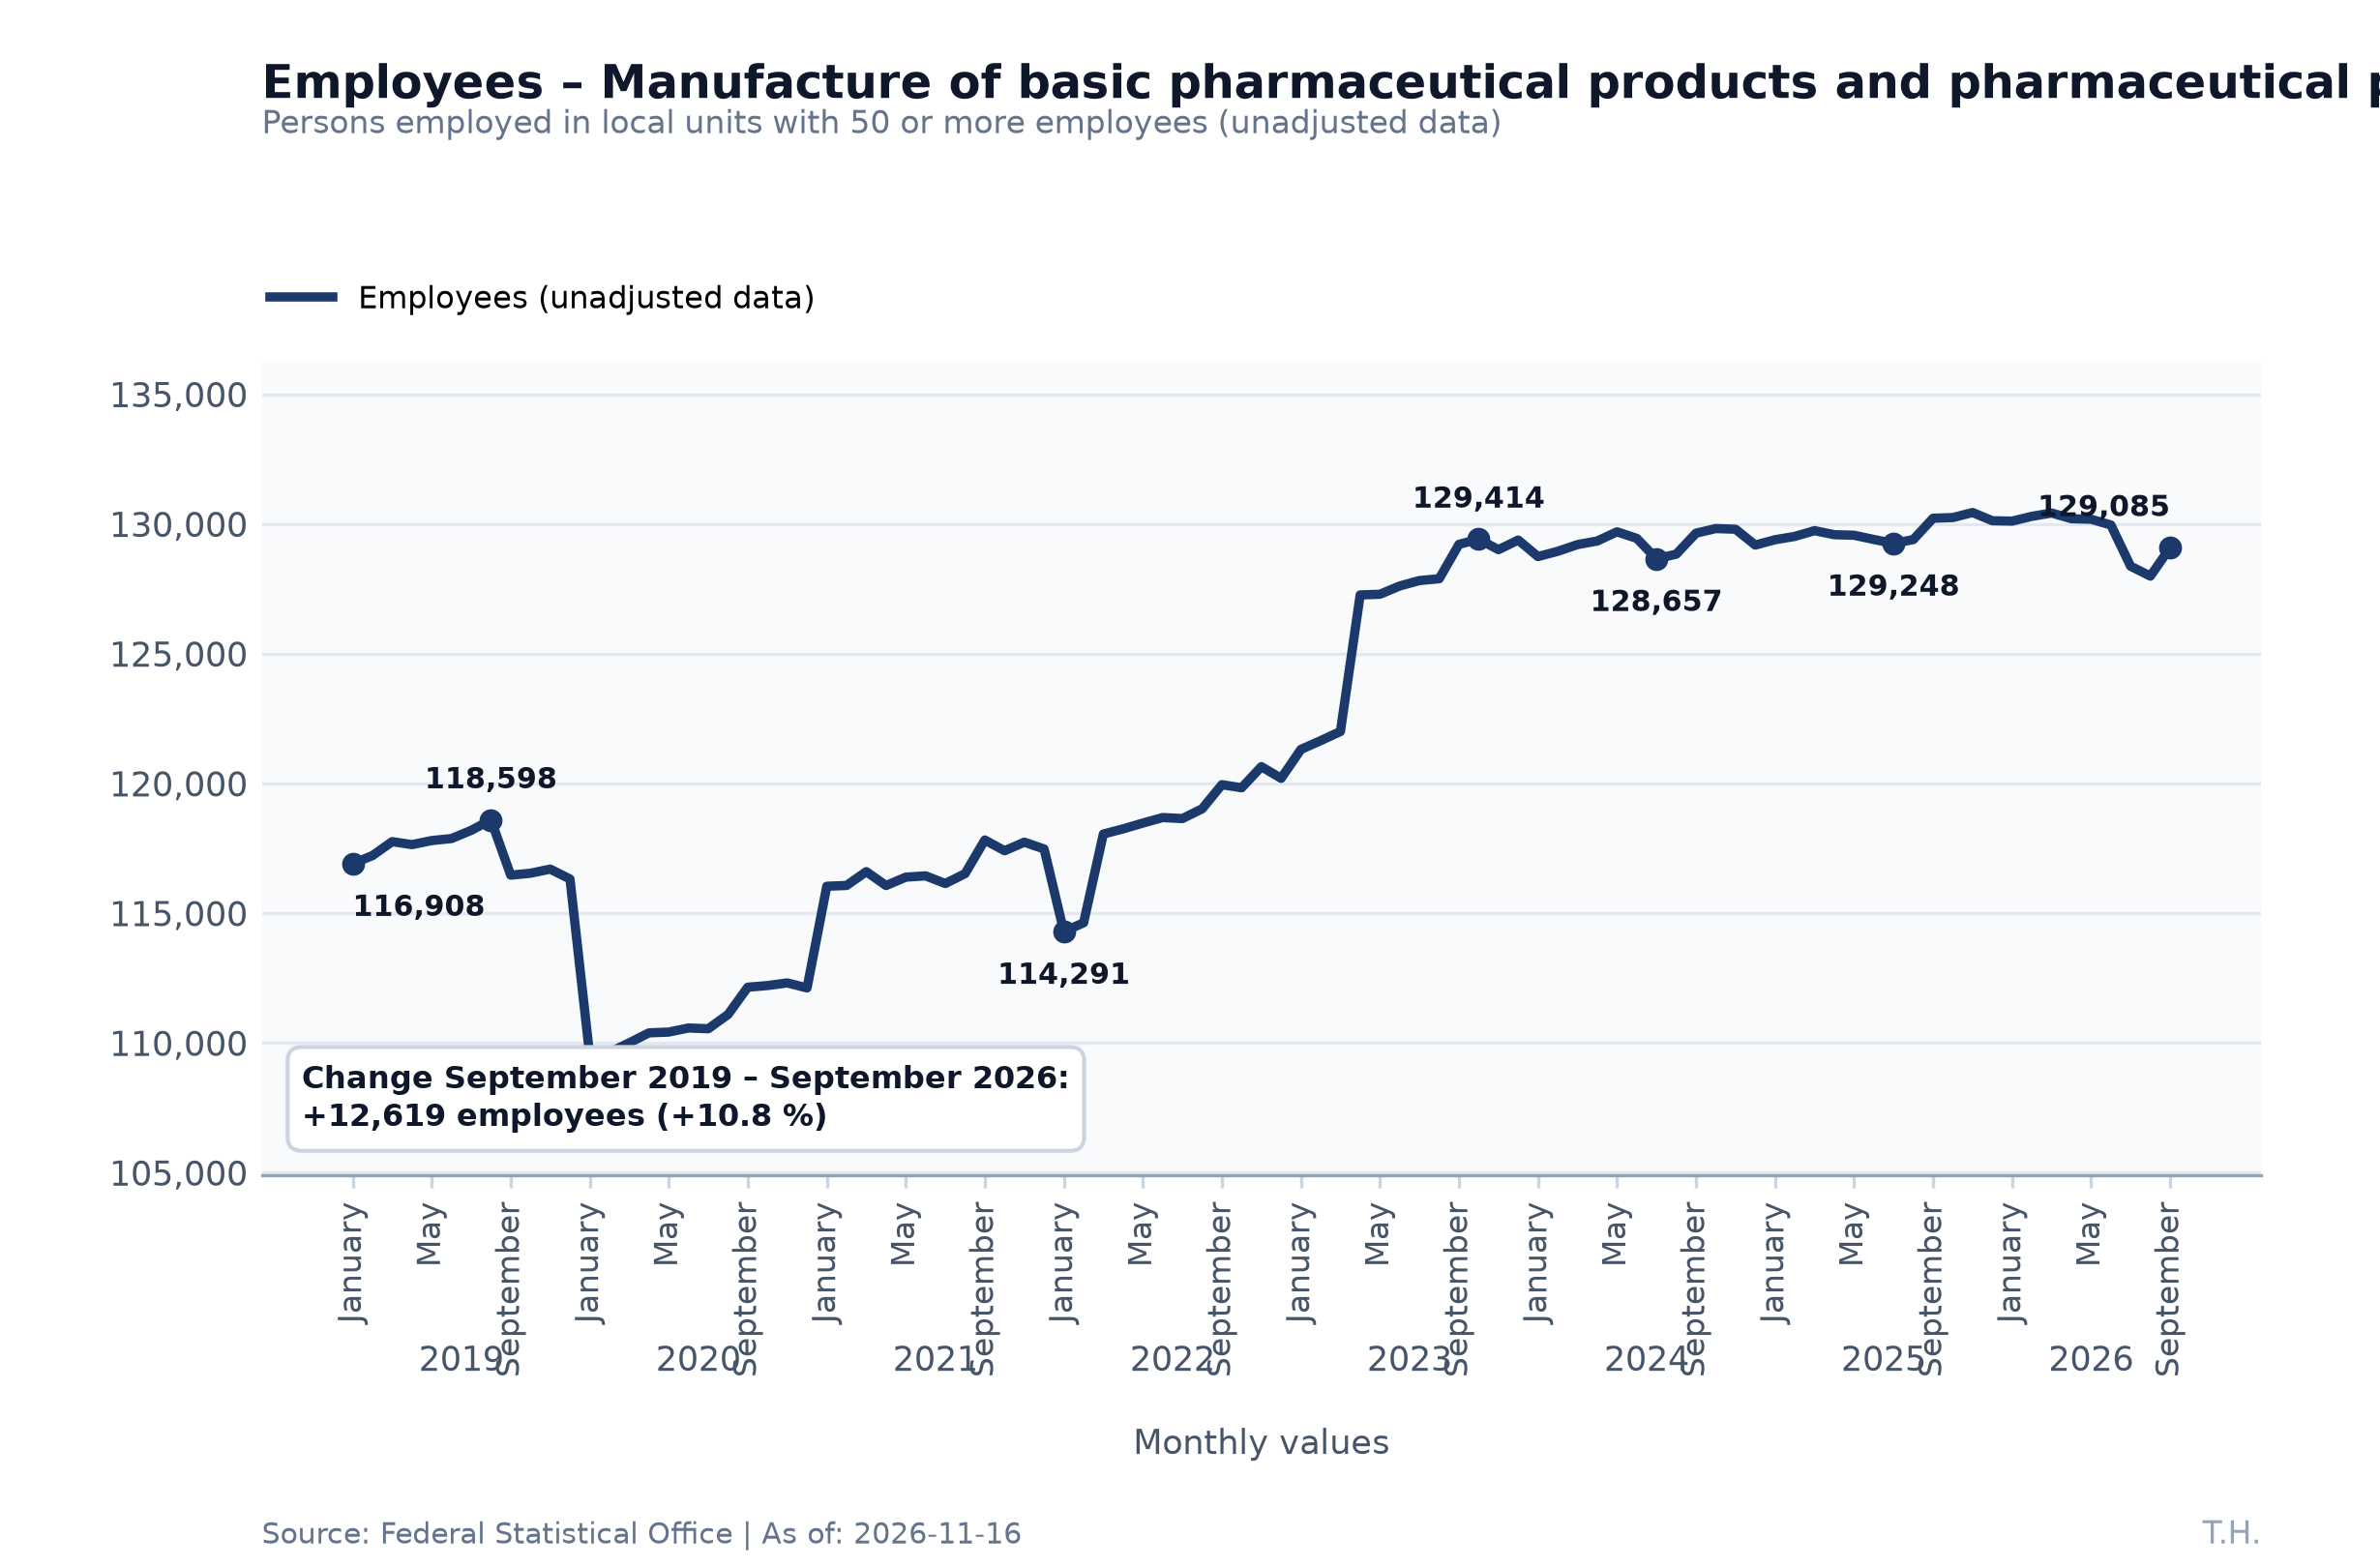 Employees – Manufacture of basic pharmaceutical products and pharmaceutical
Persons employed in local units with 50 or more employees (unadjusted data)
Employees (unadjusted data)
135,000
130,000
125,000
120,000
115,000
110,000
105,000
116,908
118,598
114,291
129,414
128,657
129,248
129,085
Change September 2019 – September 2026:
+12,619 employees (+10.8 %)
January
May
September
January
May
September
January
May
September
January
May
September
January
May
September
January
May
September
January
May
September
January
May
September
2019
2020
2021
2022
2023
2024
2025
2026
Monthly values
Source: Federal Statistical Office | As of: 2026-11-16
T.H.